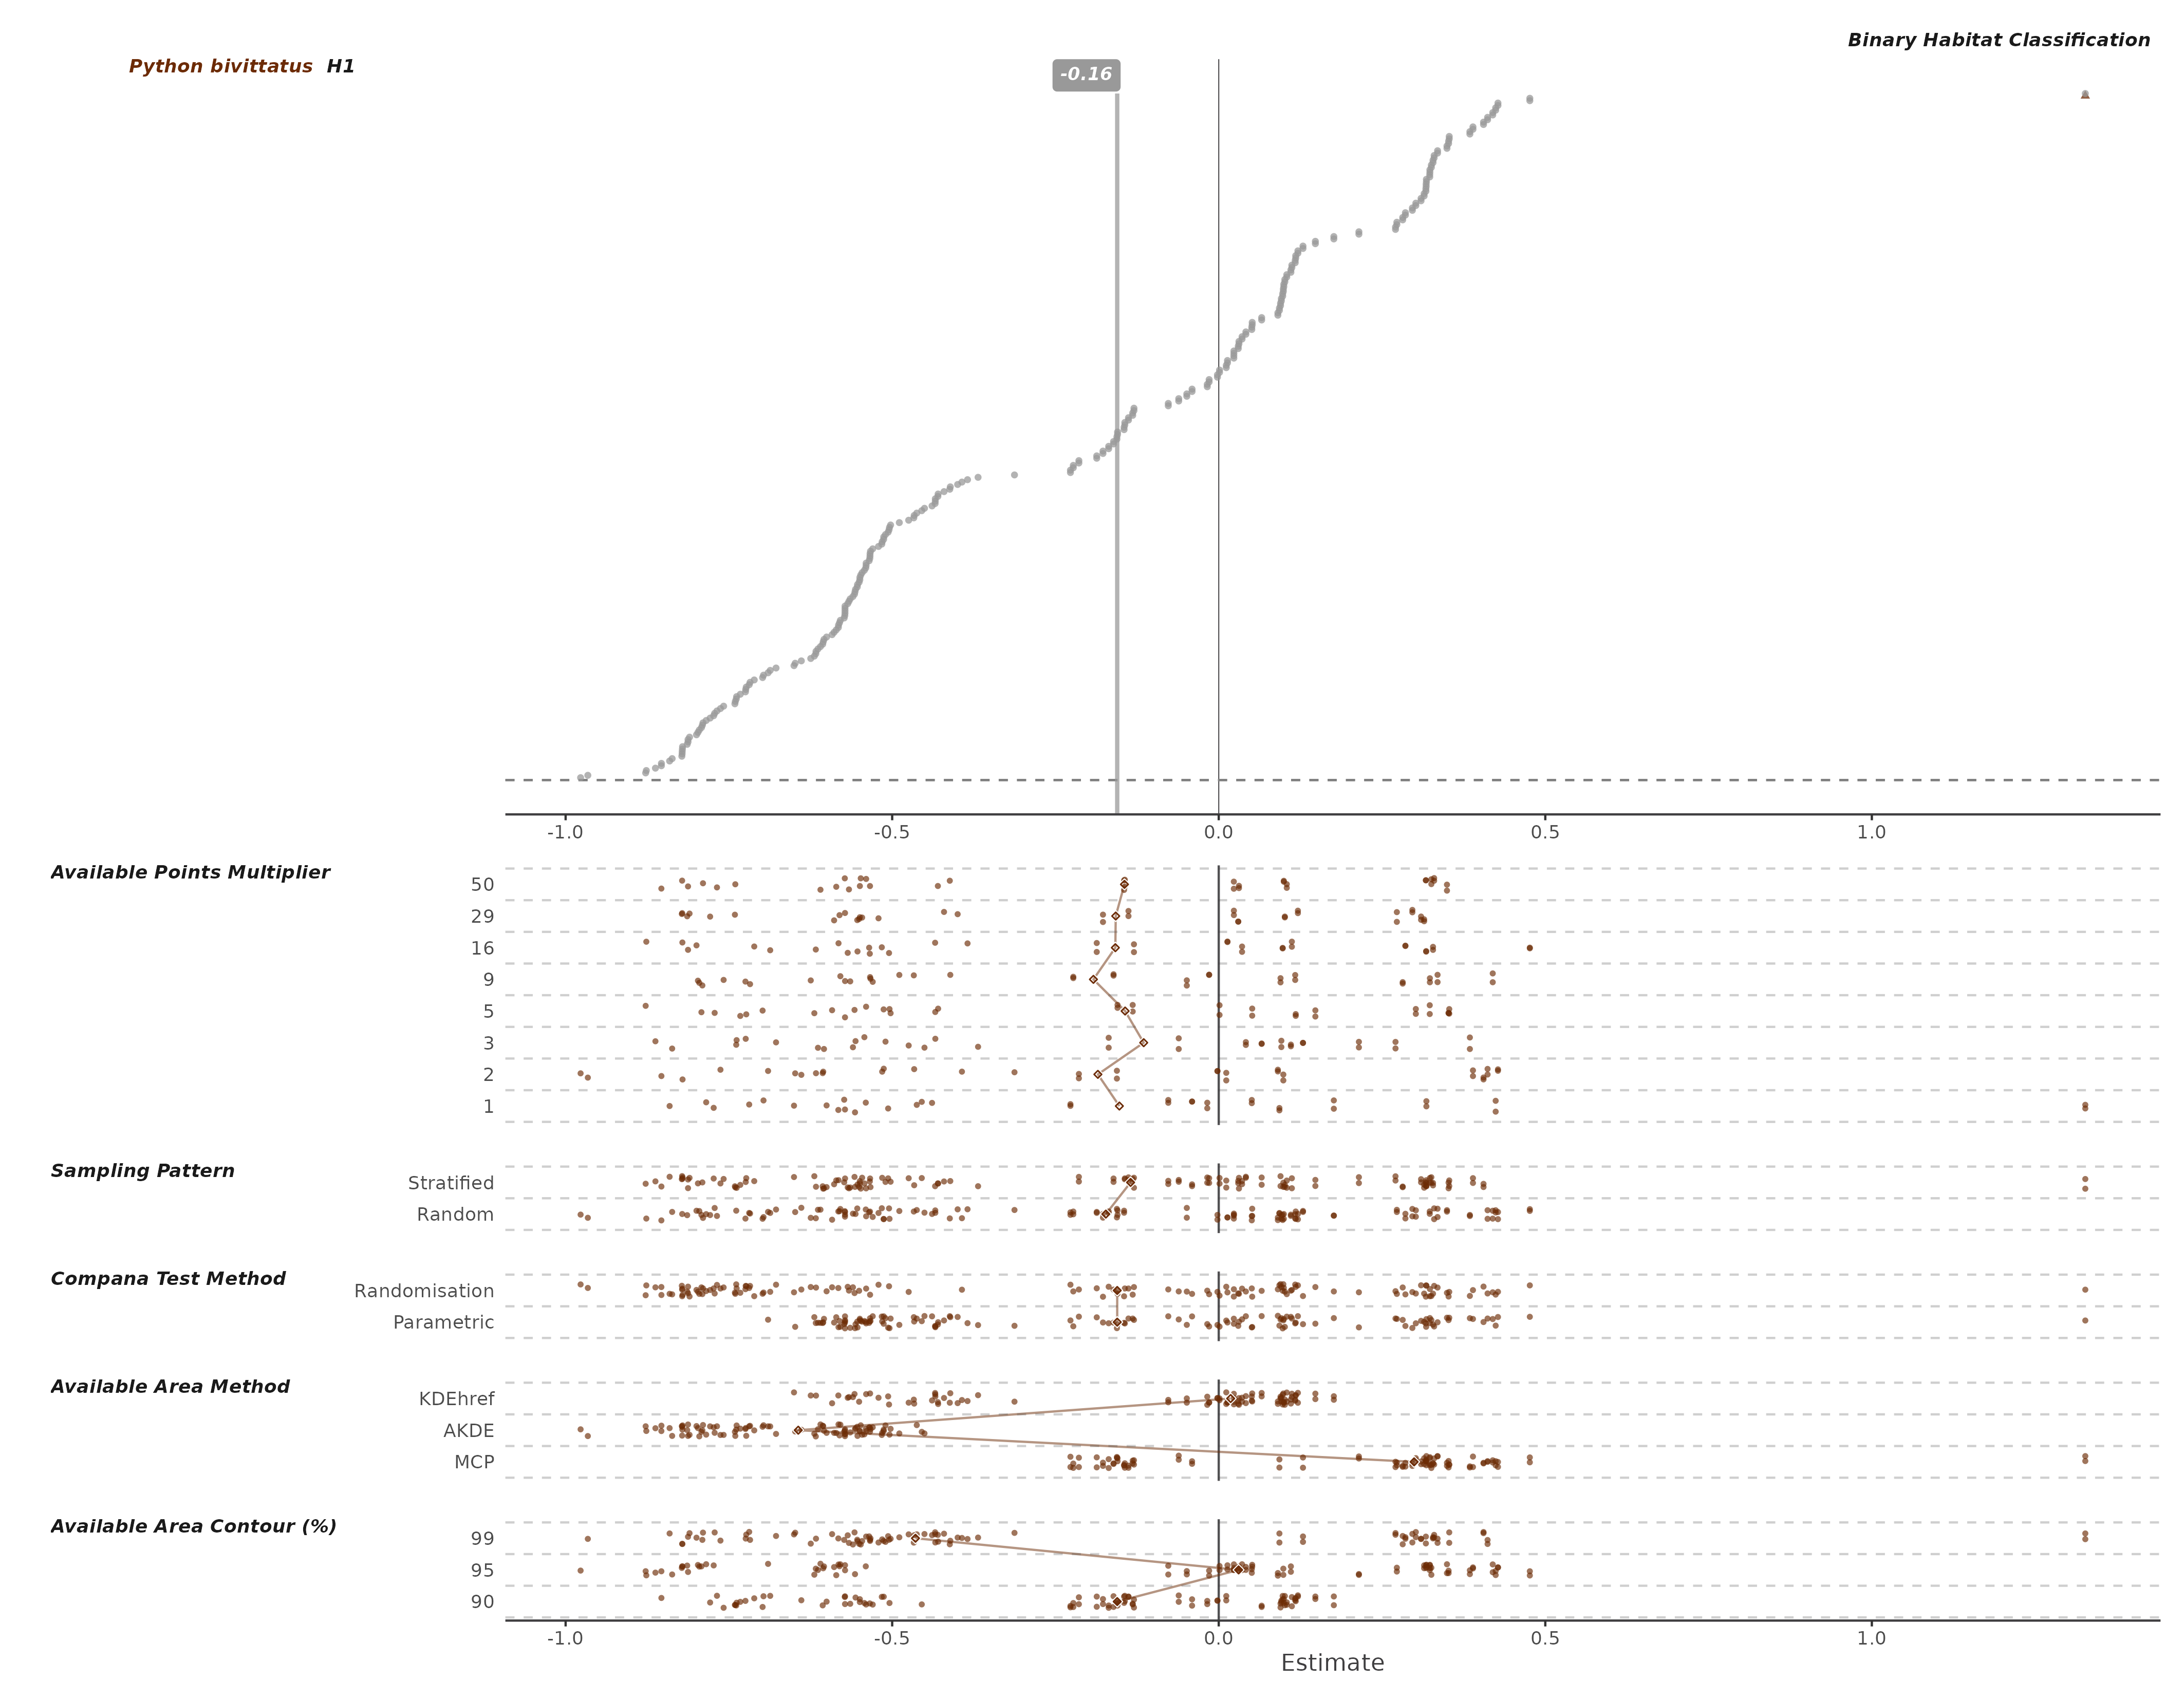 Binary Habitat Classification
Python bivittatus H1
-0.16
-1.0 -0.5 0.0 0.5 1.0
Available Points Multiplier
50
29
16
9
5
3
2
1
Sampling Pattern
Stratified
Random
Compana Test Method
Randomisation
Parametric
Available Area Method
KDEhref
AKDE
MCP
Available Area Contour (%)
99
95
90
-1.0 -0.5 0.0 0.5 1.0
Estimate